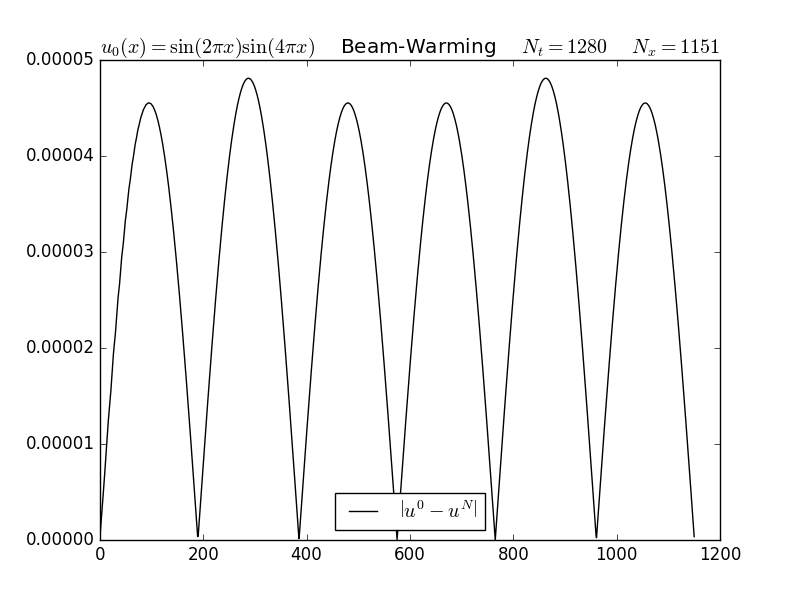 u_0(x) = sin(2πx)sin(4πx) Beam-Warming N_t = 1280 N_x = 1151
0.00005
0.00004
0.00003
0.00002
0.00001
0.00000
|u^0 − u^N|
0 200 400 600 800 1000 1200